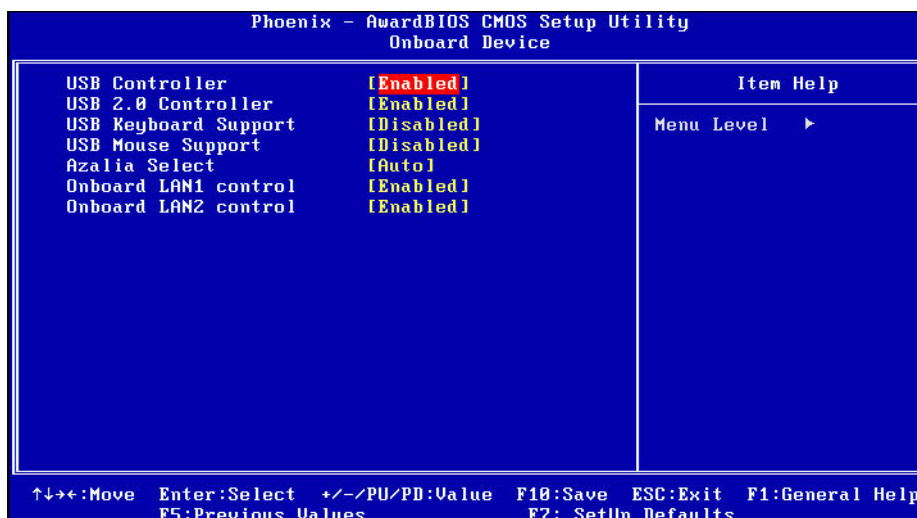 Phoenix - AwardBIOS CMOS Setup Utility
Onboard Device
USB Controller [Enabled]
USB 2.0 Controller [Enabled]
USB Keyboard Support [Disabled]
USB Mouse Support [Disabled]
Azalia Select [Auto]
Onboard LAN1 control [Enabled]
Onboard LAN2 control [Enabled]
Item Help
Menu Level ►
↑↓→←:Move Enter:Select +/-/PU/PD:Value F10:Save ESC:Exit F1:General Help
F5:Previous Values F7: SetUp Defaults